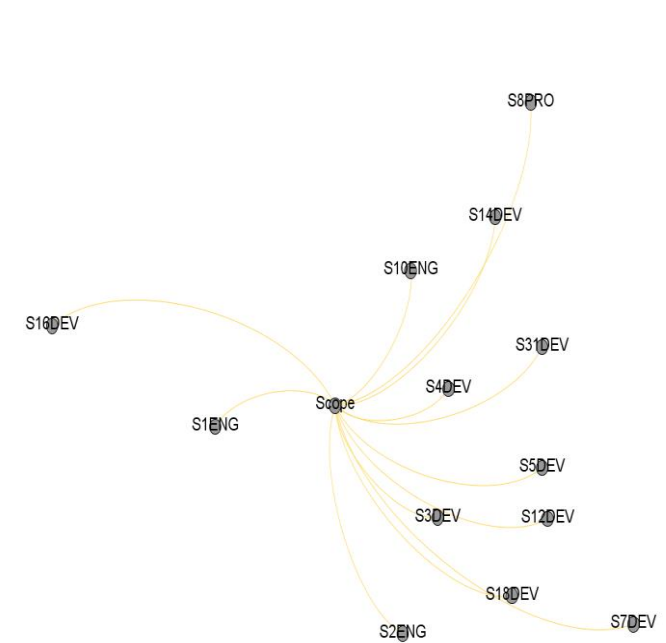 S8PRO
S14DEV
S10ENG
S16DEV
S31DEV
S4DEV
Scope
S1ENG
S5DEV
S3DEV
S12DEV
S18DEV
S7DEV
S2ENG